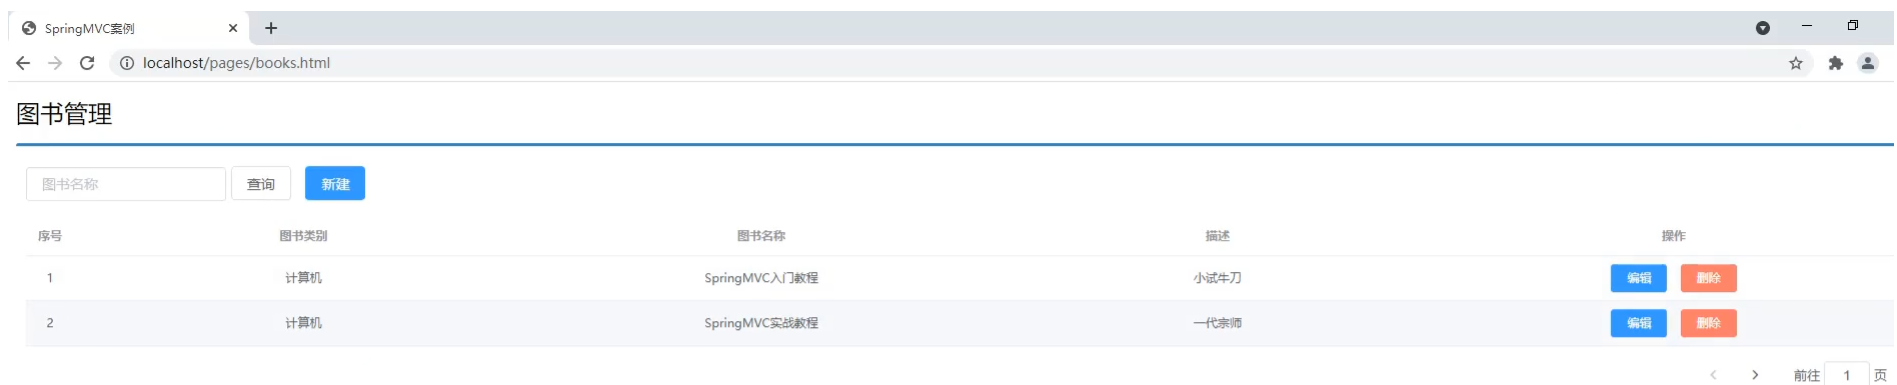 SpringMVC案例
localhost/pages/books.html
图书管理
图书名称 查询 新建
序号 图书类别 图书名称 描述 操作
1 计算机 SpringMVC入门教程 小试牛刀 编辑 删除
2 计算机 SpringMVC实战教程 一代宗师 编辑 删除
前往 1 页